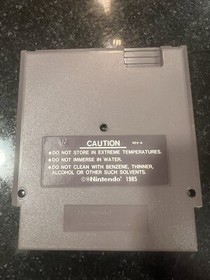 CAUTION REV-A
●DO NOT STORE IN EXTREME TEMPERATURES.
●DO NOT IMMERSE IN WATER.
●DO NOT CLEAN WITH BENZENE, THINNER,
ALCOHOL OR OTHER SUCH SOLVENTS.
©®Nintendo® 1985